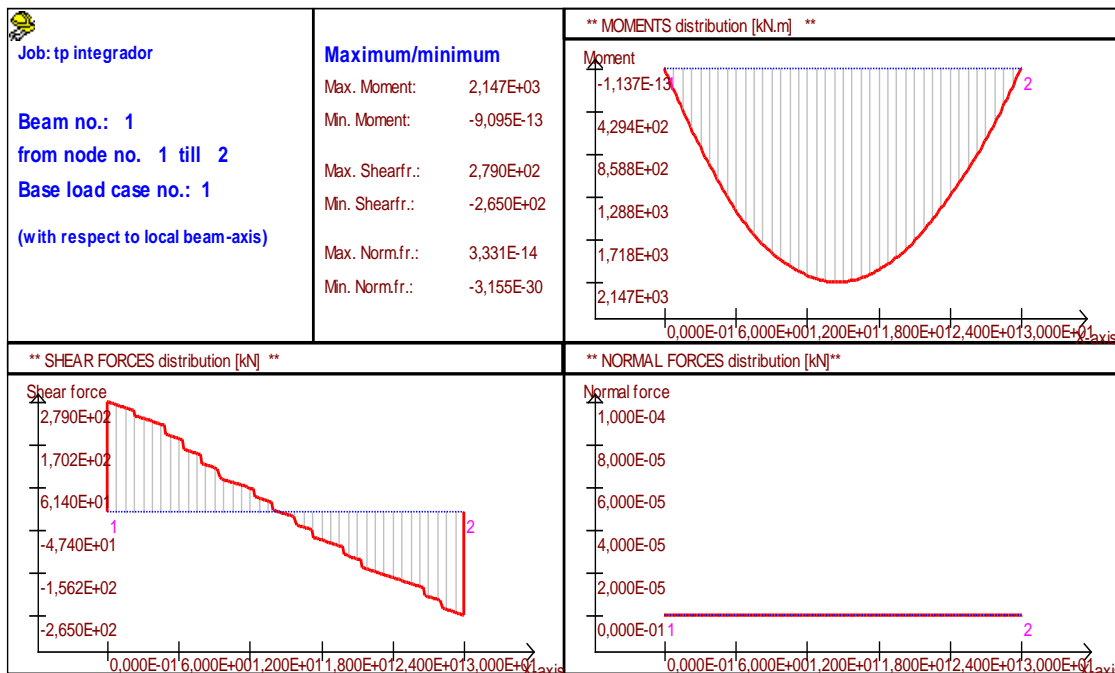 Job: tp integrador
Beam no.: 1
from node no. 1 till 2
Base load case no.: 1
(with respect to local beam-axis)
Maximum/minimum
Max. Moment: 2,147E+03
Min. Moment: -9,095E-13
Max. Shearfr.: 2,790E+02
Min. Shearfr.: -2,650E+02
Max. Norm.fr.: 3,331E-14
Min. Norm.fr.: -3,155E-30
** MOMENTS distribution [kN.m] **
Moment
-1,137E-13
4,294E+02
8,588E+02
1,288E+03
1,718E+03
2,147E+03
1 2
0,000E-01 6,000E+00 1,200E+01 1,800E+01 2,400E+01 3,000E+01
x-axis
** SHEAR FORCES distribution [kN] **
Shear force
2,790E+02
1,702E+02
6,140E+01
-4,740E+01
-1,562E+02
-2,650E+02
1 2
0,000E-01 6,000E+00 1,200E+01 1,800E+01 2,400E+01 3,000E+01
x-axis
** NORMAL FORCES distribution [kN]**
Normal force
1,000E-04
8,000E-05
6,000E-05
4,000E-05
2,000E-05
0,000E-01
1 2
0,000E-01 6,000E+00 1,200E+01 1,800E+01 2,400E+01 3,000E+01
x-axis